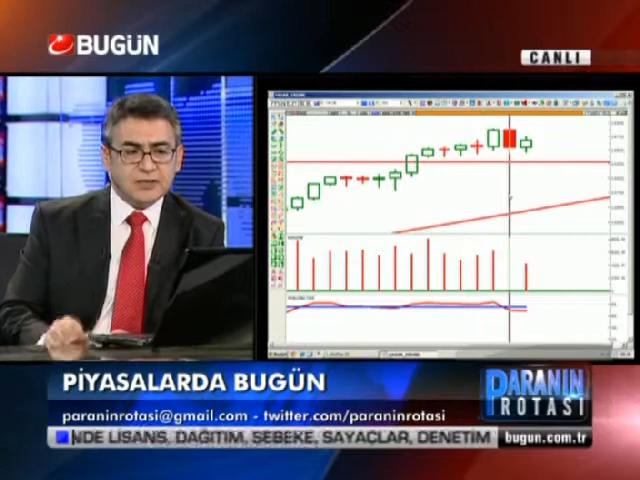 BUGÜN
CANLI
PİYASALARDA BUGÜN
PARANIN
ROTASI
paraninrotasi@gmail.com - twitter.com/paraninrotasi
NDE LİSANS, DAĞITIM, ŞEBEKE, SAYAÇLAR, DENETİM
bugun.com.tr